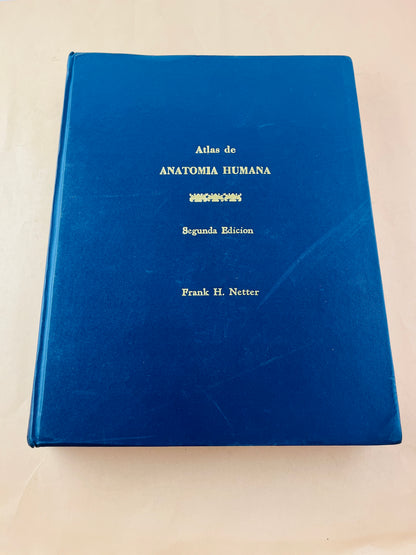 Atlas de
ANATOMIA HUMANA
Segunda Edicion
Frank H. Netter